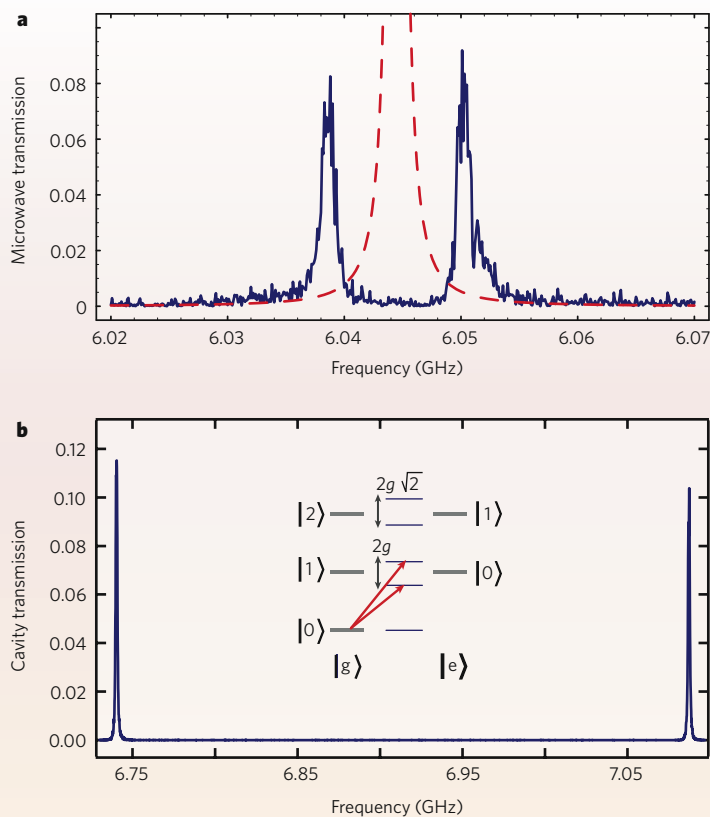 a
Microwave transmission
0.08
0.06
0.04
0.02
0
6.02 6.03 6.04 6.05 6.06 6.07
Frequency (GHz)
b
Cavity transmission
0.12
0.10
0.08
0.06
0.04
0.02
0.00
2g √2
|2⟩ |1⟩
2g
|1⟩ |0⟩
|0⟩
|g⟩ |e⟩
6.75 6.85 6.95 7.05
Frequency (GHz)